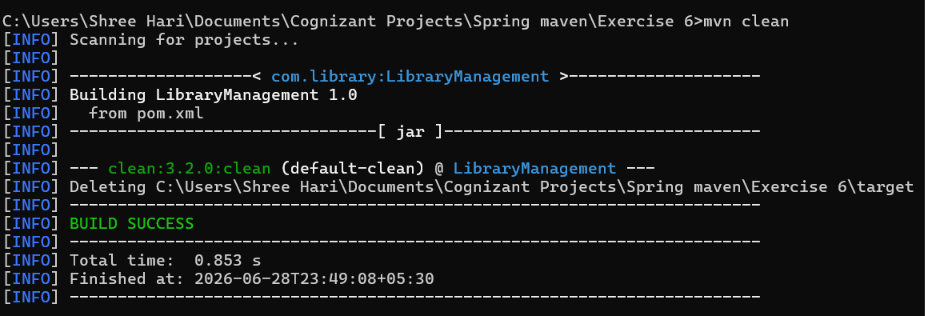 C:\Users\Shree Hari\Documents\Cognizant Projects\Spring maven\Exercise 6>mvn clean
[INFO] Scanning for projects...
[INFO]
[INFO] ------------------< com.library:LibraryManagement >-------------------
[INFO] Building LibraryManagement 1.0
[INFO]   from pom.xml
[INFO] --------------------------------[ jar ]---------------------------------
[INFO]
[INFO] --- clean:3.2.0:clean (default-clean) @ LibraryManagement ---
[INFO] Deleting C:\Users\Shree Hari\Documents\Cognizant Projects\Spring maven\Exercise 6\target
[INFO] ------------------------------------------------------------------------
[INFO] BUILD SUCCESS
[INFO] ------------------------------------------------------------------------
[INFO] Total time:  0.853 s
[INFO] Finished at: 2026-06-28T23:49:08+05:30
[INFO] ------------------------------------------------------------------------